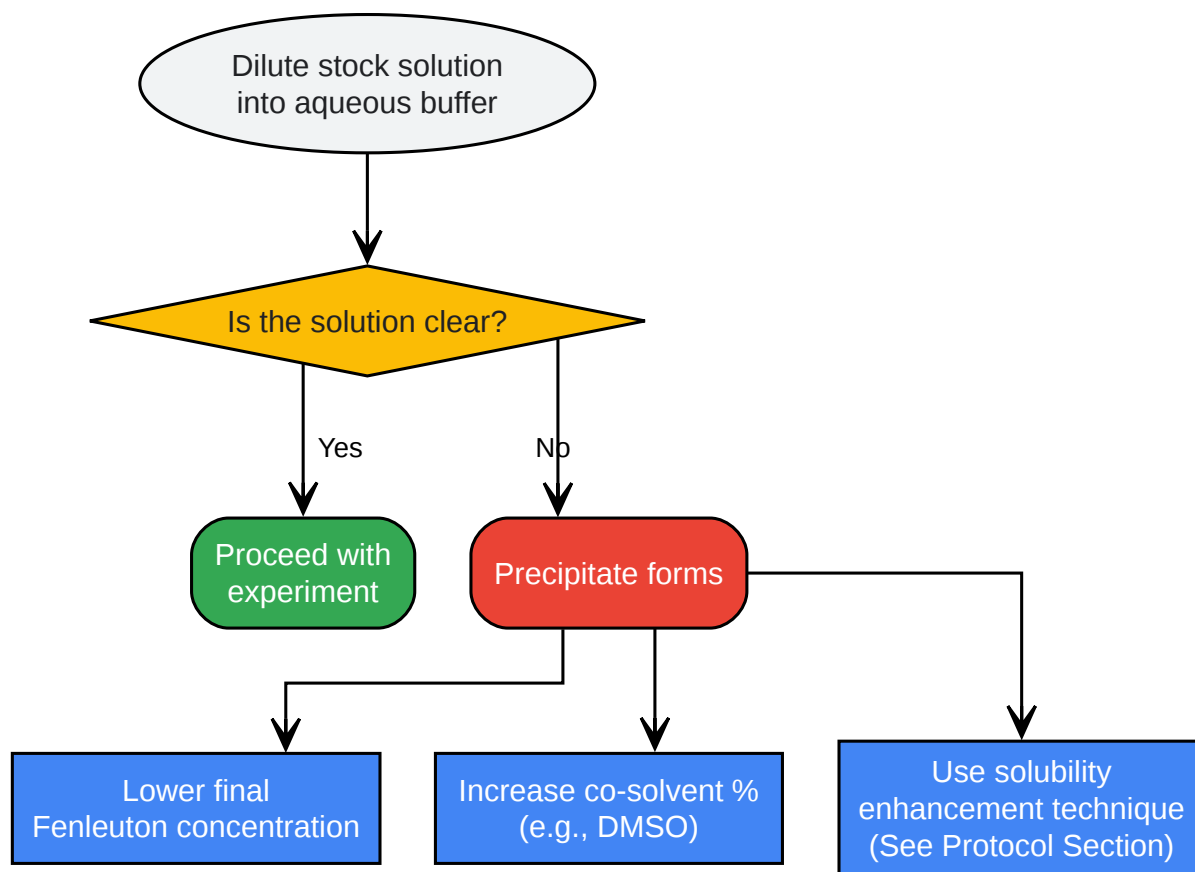 Dilute stock solution
into aqueous buffer
Is the solution clear?
Yes
No
Proceed with
experiment
Precipitate forms
Lower final
Fenleuton concentration
Increase co-solvent %
(e.g., DMSO)
Use solubility
enhancement technique
(See Protocol Section)